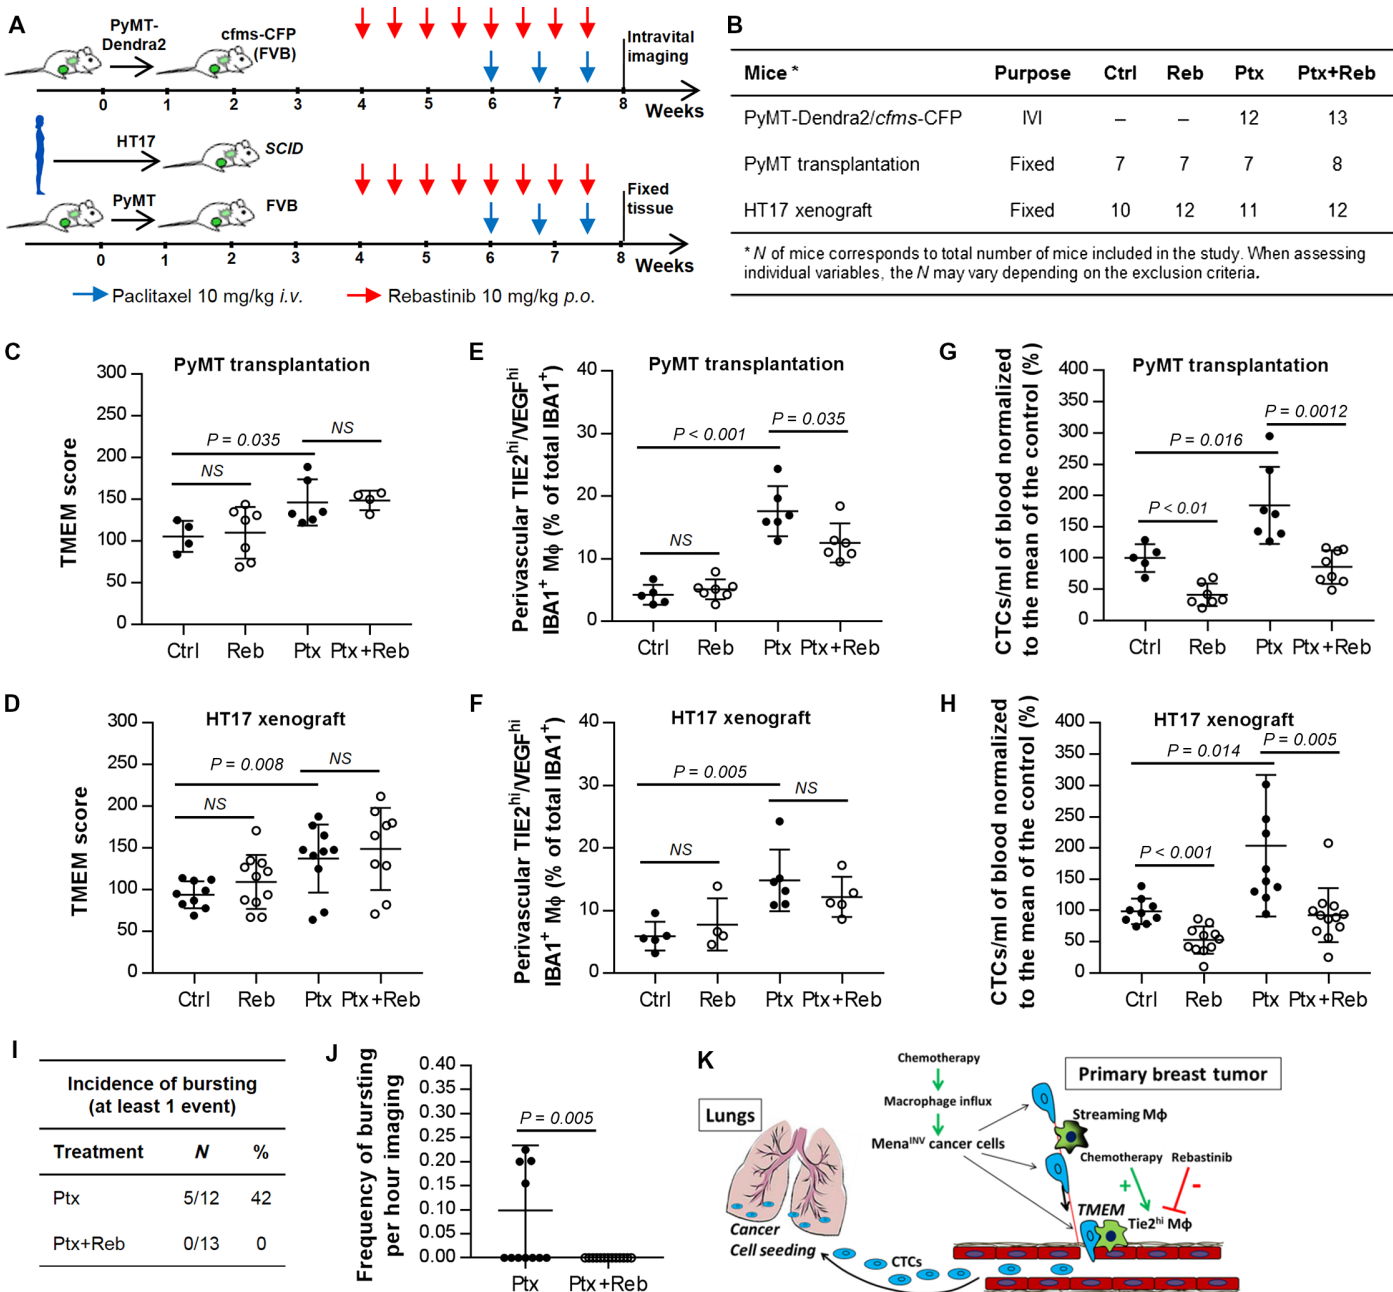 A
PyMT-
Dendra2
cfms-CFP
(FVB)
Intravital
imaging
0 1 2 3 4 5 6 7 8
Weeks
HT17
SCID
PyMT
FVB
Fixed
tissue
0 1 2 3 4 5 6 7 8
Weeks
Paclitaxel 10 mg/kg i.v.
Rebastinib 10 mg/kg p.o.
B
Mice * Purpose Ctrl Reb Ptx Ptx+Reb
PyMT-Dendra2/cfms-CFP IVI – – 12 13
PyMT transplantation Fixed 7 7 7 8
HT17 xenograft Fixed 10 12 11 12
* N of mice corresponds to total number of mice included in the study. When assessing
individual variables, the N may vary depending on the exclusion criteria.
C
PyMT transplantation
TMEM score
300
250
200
150
100
50
0
P = 0.035
NS
NS
Ctrl Reb Ptx Ptx+Reb
E
PyMT transplantation
Perivascular TIE2hi/VEGFhi
IBA1+ Mϕ (% of total IBA1+)
40
30
20
10
0
P < 0.001
P = 0.035
NS
Ctrl Reb Ptx Ptx+Reb
G
PyMT transplantation
CTCs/ml of blood normalized
to the mean of the control (%)
400
350
300
250
200
150
100
50
0
P = 0.0012
P = 0.016
P < 0.01
Ctrl Reb Ptx Ptx+Reb
D
HT17 xenograft
TMEM score
300
250
200
150
100
50
0
P = 0.008
NS
NS
Ctrl Reb Ptx Ptx+Reb
F
HT17 xenograft
Perivascular TIE2hi/VEGFhi
IBA1+ Mϕ (% of total IBA1+)
40
30
20
10
0
P = 0.005
NS
NS
Ctrl Reb Ptx Ptx+Reb
H
HT17 xenograft
CTCs/ml of blood normalized
to the mean of the control (%)
400
350
300
250
200
150
100
50
0
P = 0.014
P = 0.005
P < 0.001
Ctrl Reb Ptx Ptx+Reb
I
Incidence of bursting
(at least 1 event)
Treatment N %
Ptx 5/12 42
Ptx+Reb 0/13 0
J
Frequency of bursting
per hour imaging
0.40
0.35
0.30
0.25
0.20
0.15
0.10
0.05
0.00
P = 0.005
Ptx Ptx+Reb
K
Chemotherapy
Macrophage influx
MenaINV cancer cells
Primary breast tumor
Lungs
Streaming Mϕ
Chemotherapy Rebastinib
+ -
TMEM
Tie2hi Mϕ
Cancer
Cell seeding
CTCs